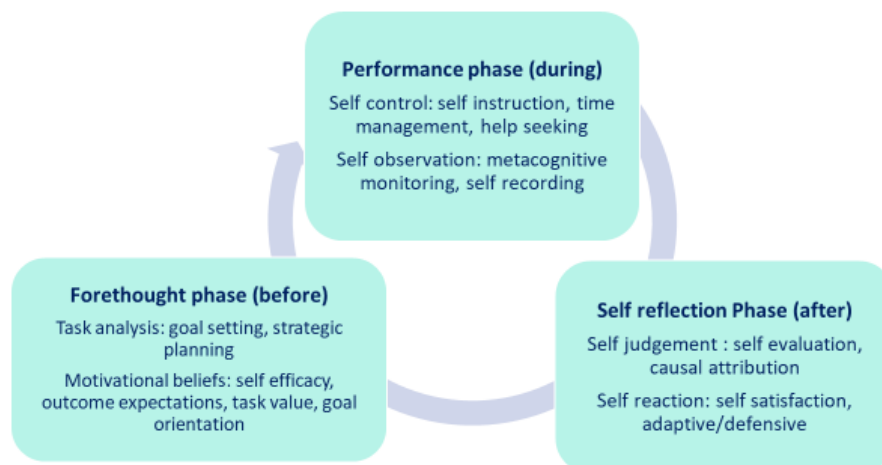 Performance phase (during)
Self control: self instruction, time
management, help seeking
Self observation: metacognitive
monitoring, self recording
Forethought phase (before)
Task analysis: goal setting, strategic
planning
Motivational beliefs: self efficacy,
outcome expectations, task value, goal
orientation
Self reflection Phase (after)
Self judgement : self evaluation,
causal attribution
Self reaction: self satisfaction,
adaptive/defensive